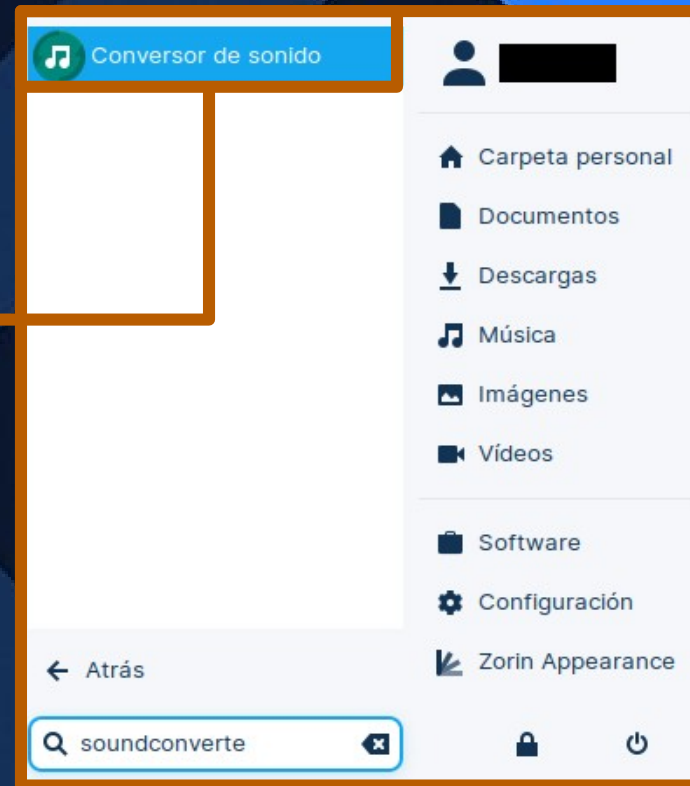 Conversor de sonido
Carpeta personal
Documentos
Descargas
Música
Imágenes
Vídeos
Software
Configuración
Zorin Appearance
Atrás
soundconverte